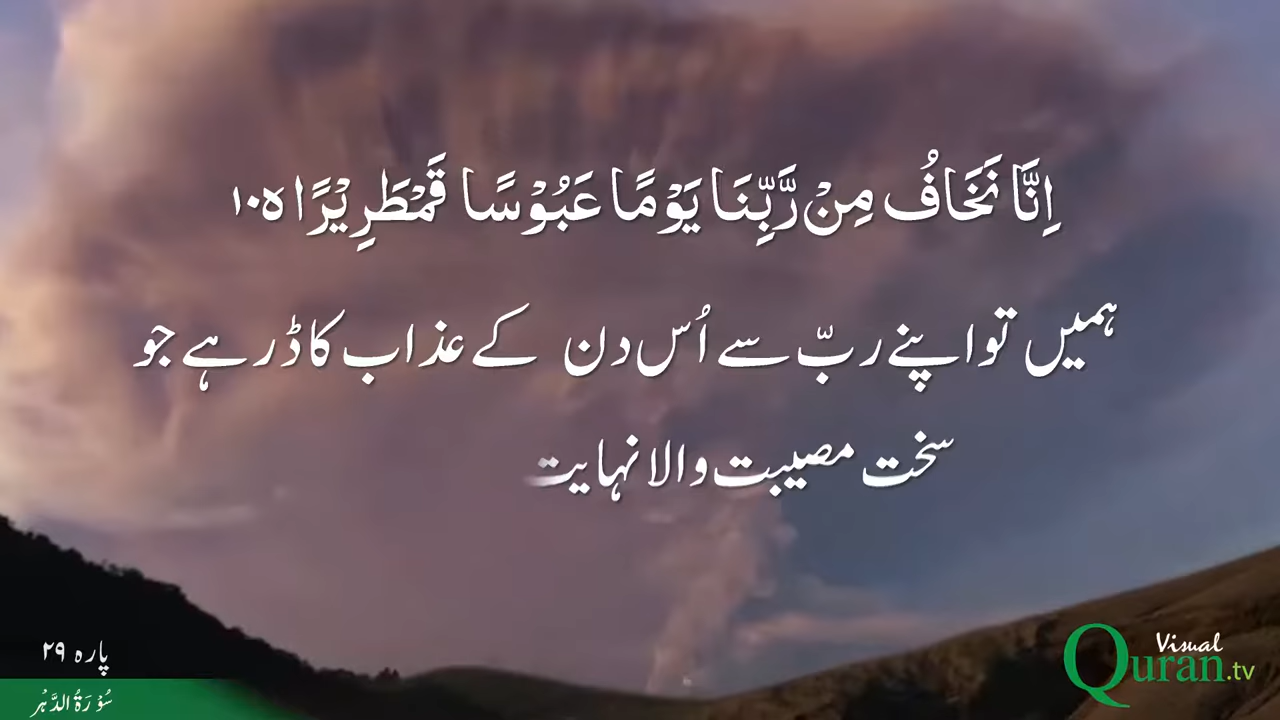 اِنَّا نَخَافُ مِنْ رَّبِّنَا يَوْمًا عَبُوْسًا قَمْطَرِيْرًا ہ۱۰
ہمیں تو اپنے ربّ سے اُس دن کے عذاب کا ڈر ہے جو
سخت مصیبت والا نہایت
پارہ ۲۹
سُوْرَۃُ الدَّہْر
Visual
Quran.tv